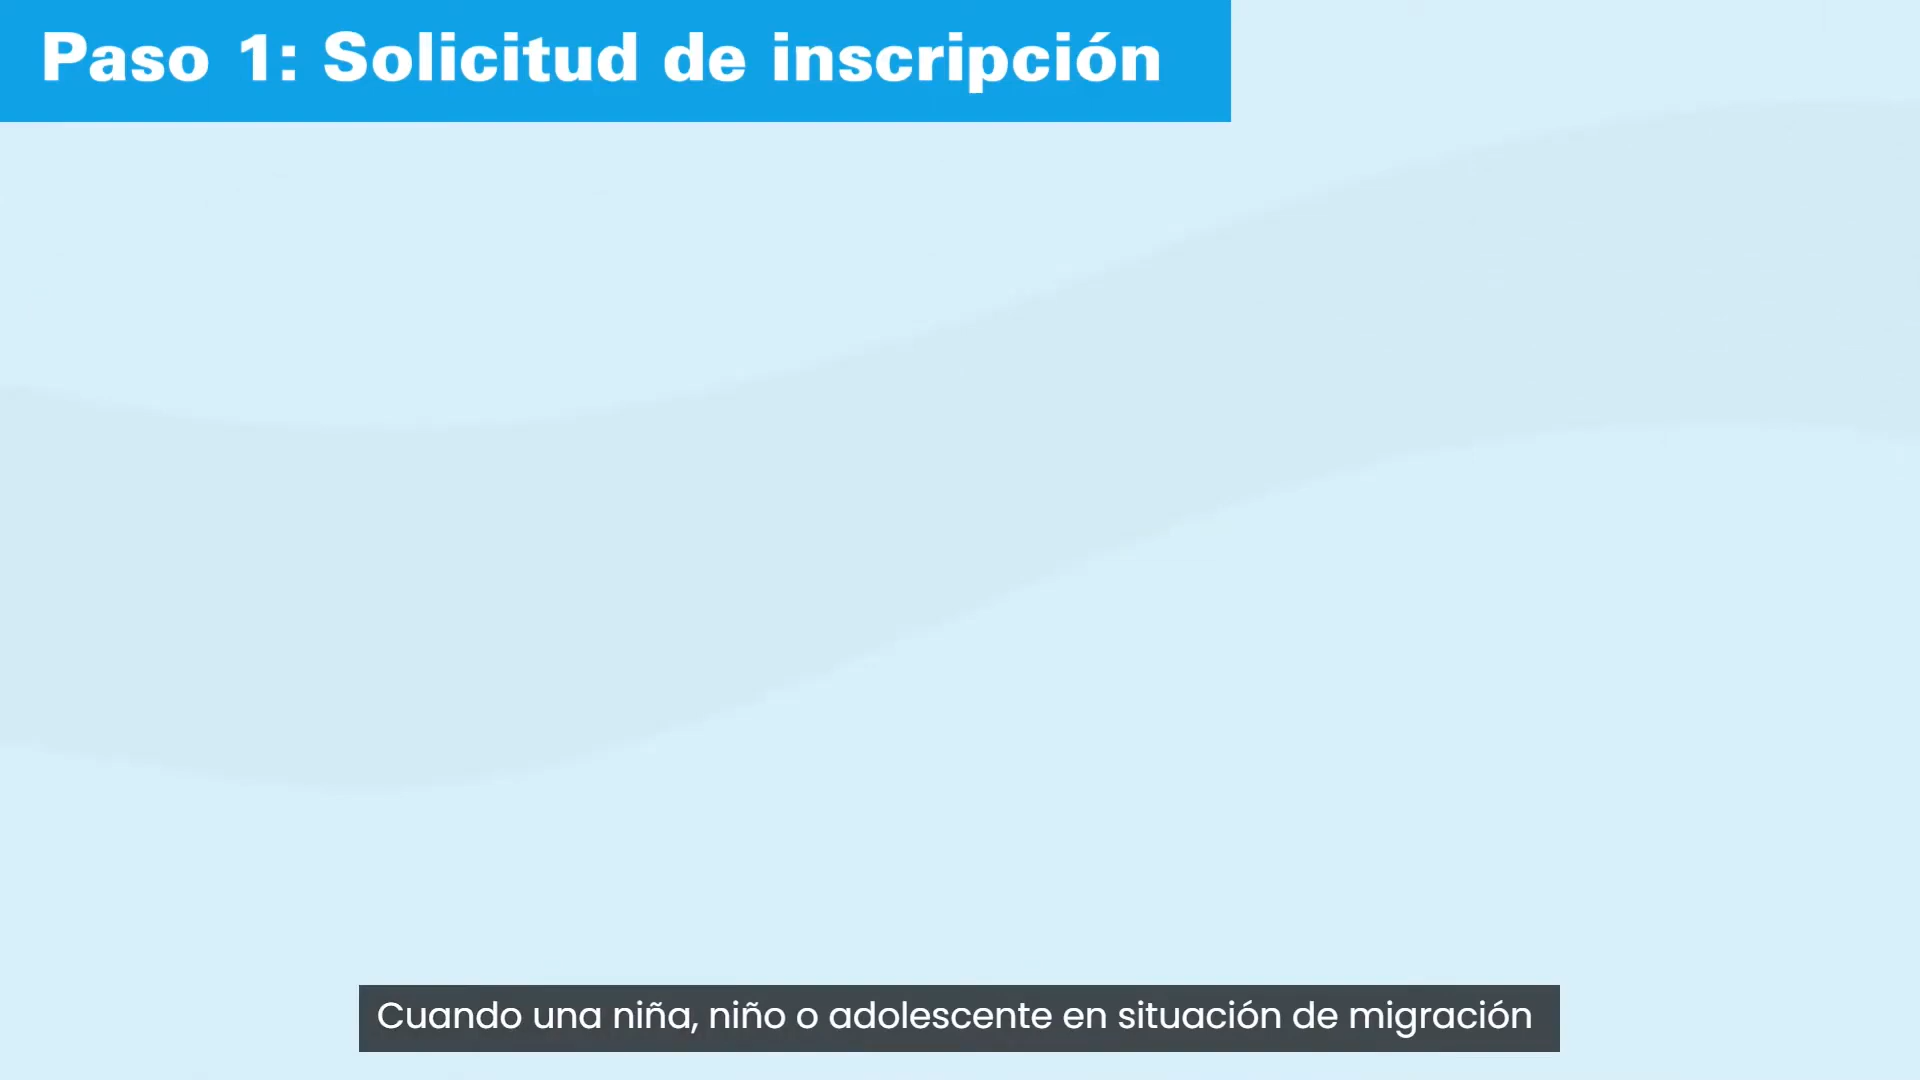 Paso 1: Solicitud de inscripción
Cuando una niña, niño o adolescente en situación de migración